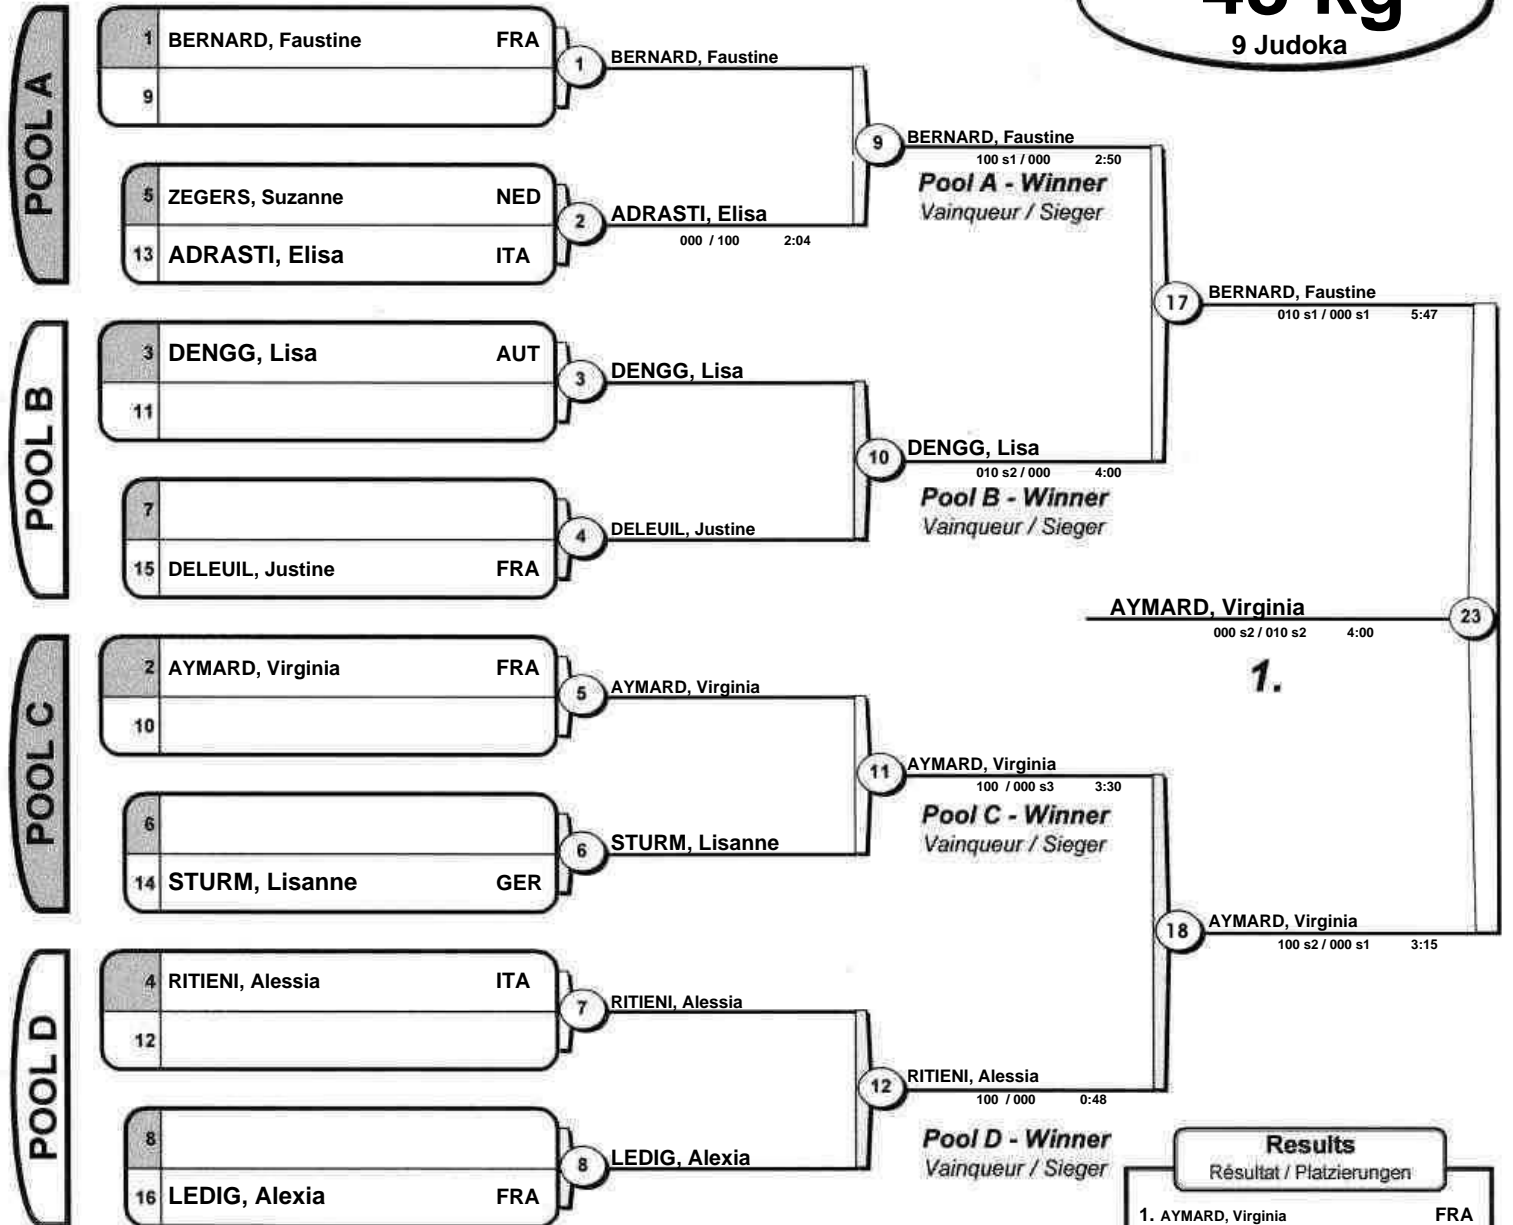 kg
9 Judoka
POOL A
1 BERNARD, Faustine FRA
9
1 BERNARD, Faustine
5 ZEGERS, Suzanne NED
13 ADRASTI, Elisa ITA
2 ADRASTI, Elisa
000 / 100 2:04
9 BERNARD, Faustine
100 s1 / 000 2:50
Pool A - Winner
Vainqueur / Sieger
POOL B
3 DENGG, Lisa AUT
11
3 DENGG, Lisa
7
15 DELEUIL, Justine FRA
4 DELEUIL, Justine
10 DENGG, Lisa
010 s2 / 000 4:00
Pool B - Winner
Vainqueur / Sieger
17 BERNARD, Faustine
010 s1 / 000 s1 5:47
AYMARD, Virginia 23
000 s2 / 010 s2 4:00
1.
POOL C
2 AYMARD, Virginia FRA
10
5 AYMARD, Virginia
6
14 STURM, Lisanne GER
6 STURM, Lisanne
11 AYMARD, Virginia
100 / 000 s3 3:30
Pool C - Winner
Vainqueur / Sieger
POOL D
4 RITIENI, Alessia ITA
12
7 RITIENI, Alessia
8
16 LEDIG, Alexia FRA
8 LEDIG, Alexia
12 RITIENI, Alessia
100 / 000 0:48
Pool D - Winner
Vainqueur / Sieger
18 AYMARD, Virginia
100 s2 / 000 s1 3:15
Results
Résultat / Platzierungen
1. AYMARD, Virginia FRA